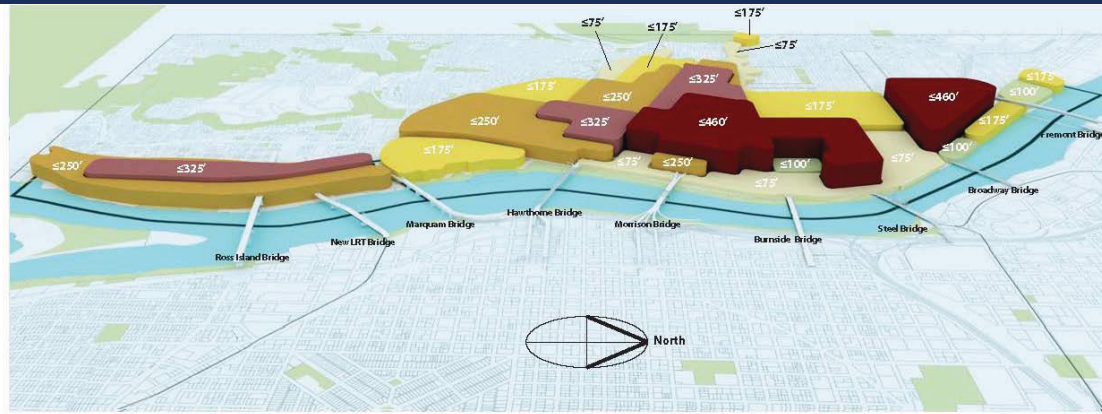 ≤175'
≤75'
≤175'
≤75'
≤325'
≤175'
≤175'
≤250'
≤460'
≤100'
≤175'
≤175'
≤250'
≤325'
≤460'
Fremont Bridge
≤175'
≤75'
≤250'
≤100'
≤75'
≤100'
≤250'
≤325'
≤75'
Broadway Bridge
Hawthorne Bridge
Marquam Bridge
Morrison Bridge
Steel Bridge
New LRT Bridge
Burnside Bridge
Ross Island Bridge
North